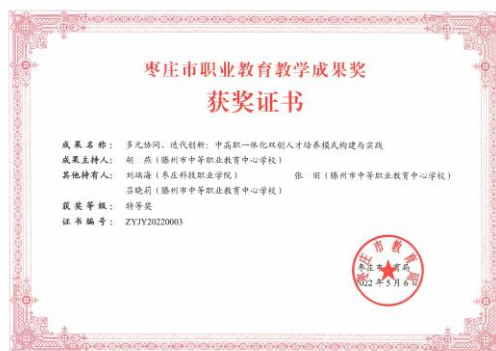 枣庄市职业教育教学成果奖
获奖证书
成果名称： 多元协同，迭代创新：中高职一体化双创人才培养模式构建与实践
成果主持人： 胡 燕（滕州市中等职业教育中心学校）
其他持有人： 刘端海（枣庄科技职业学院） 张 丽（滕州市中等职业教育中心学校）
吕晓莉（滕州市中等职业教育中心学校）
获奖等级： 特等奖
证书编号： ZYJY20220003
枣庄市教育局
2022年5月6日